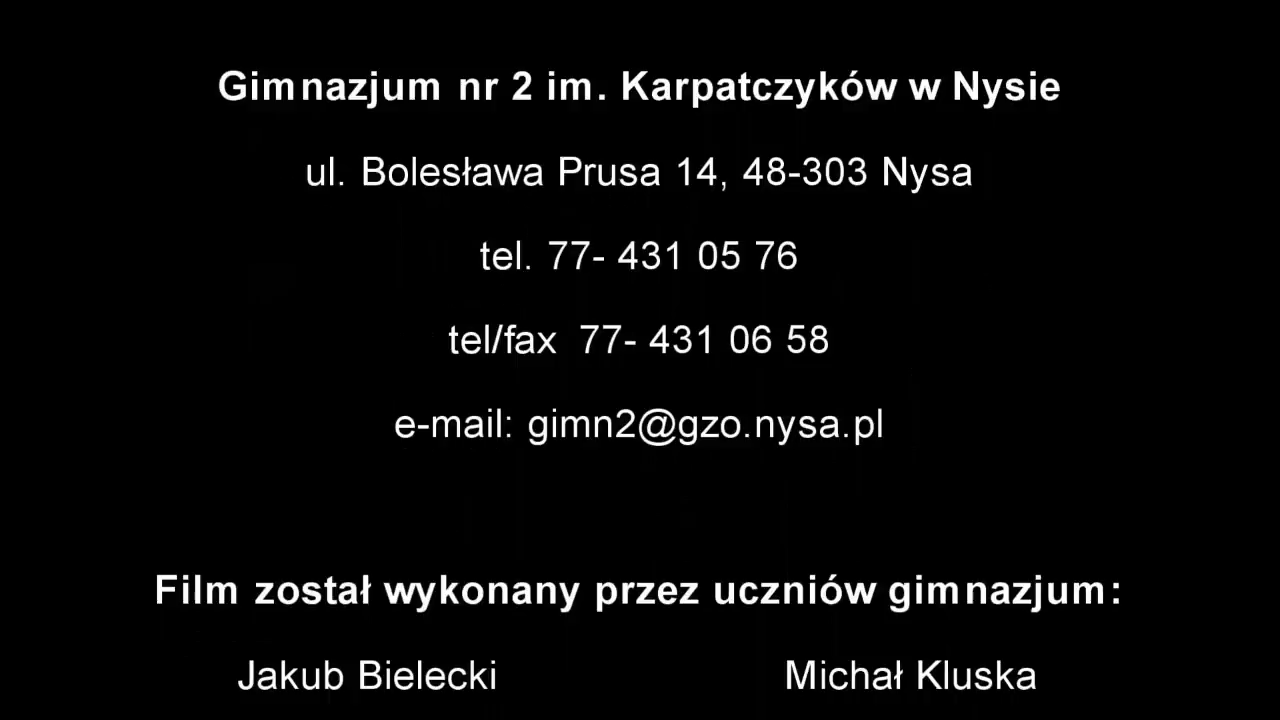 Gimnazjum nr 2 im. Karpatczyków w Nysie
ul. Bolesława Prusa 14, 48-303 Nysa
tel. 77- 431 05 76
tel/fax 77- 431 06 58
e-mail: gimn2@gzo.nysa.pl
Film został wykonany przez uczniów gimnazjum:
Jakub Bielecki Michał Kluska